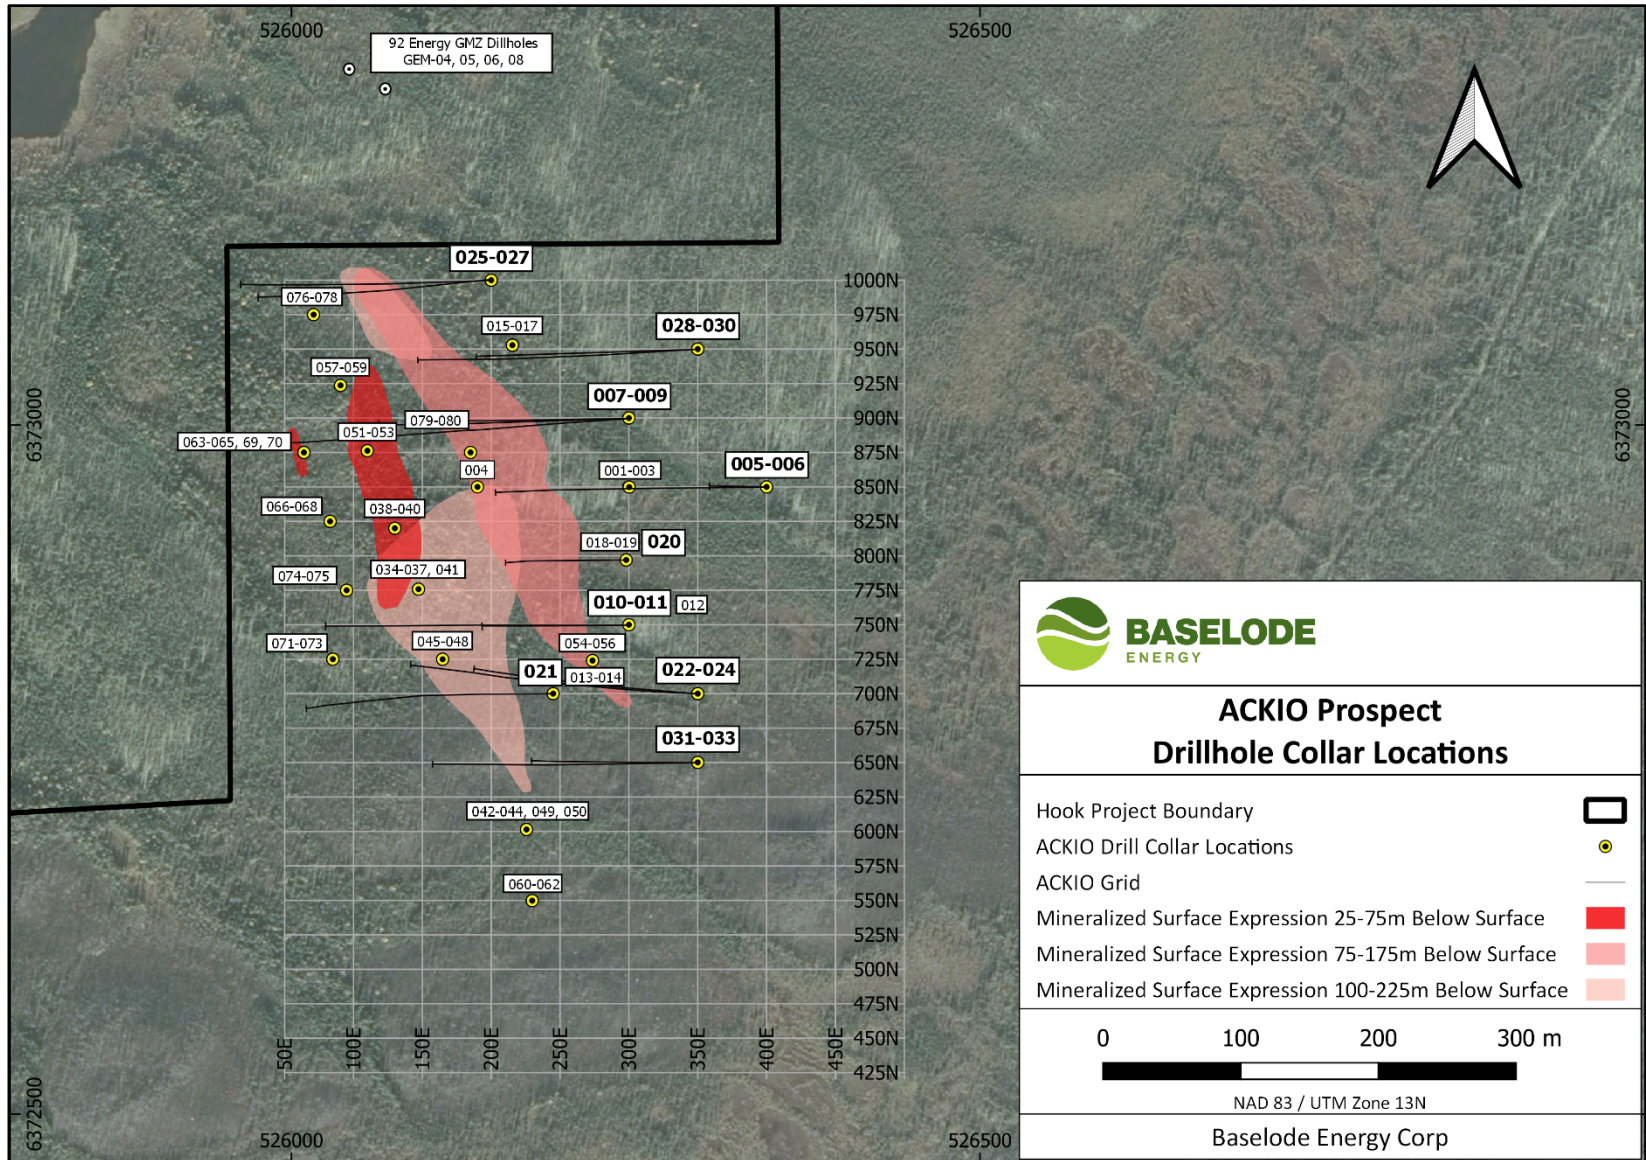 526000
526500
92 Energy GMZ Dillholes
GEM-04, 05, 06, 08
025-027
1000N
076-078
975N
015-017
028-030
950N
057-059
925N
6373000
007-009
900N
6373000
079-080
051-053
063-065, 69, 70
875N
004
001-003
005-006
850N
066-068
038-040
825N
018-019
020
800N
034-037, 041
074-075
775N
010-011
012
750N
071-073
045-048
054-056
725N
021
013-014
022-024
700N
675N
031-033
650N
625N
042-044, 049, 050
600N
575N
060-062
550N
525N
500N
475N
450N
425N
50E
100E
150E
200E
250E
300E
350E
400E
450E
6372500
526000
526500
BASELODE
ENERGY
ACKIO Prospect
Drillhole Collar Locations
Hook Project Boundary
ACKIO Drill Collar Locations
ACKIO Grid
Mineralized Surface Expression 25-75m Below Surface
Mineralized Surface Expression 75-175m Below Surface
Mineralized Surface Expression 100-225m Below Surface
0 100 200 300 m
NAD 83 / UTM Zone 13N
Baselode Energy Corp